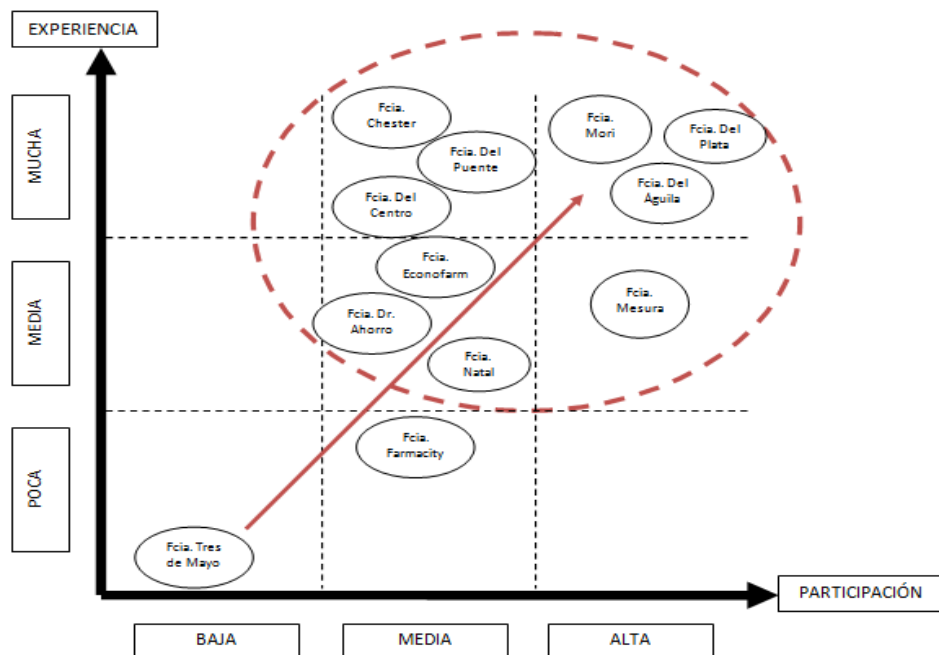 EXPERIENCIA
MUCHA
MEDIA
POCA
Fcia.
Chester
Fcia. Del
Puente
Fcia. Del
Centro
Fcia.
Mori
Fcia. Del
Plata
Fcia. Del
Águila
Fcia.
Econofarm
Fcia. Dr.
Ahorro
Fcia.
Natal
Fcia.
Mesura
Fcia.
Farmacity
Fcia. Tres
de Mayo
PARTICIPACIÓN
BAJA
MEDIA
ALTA